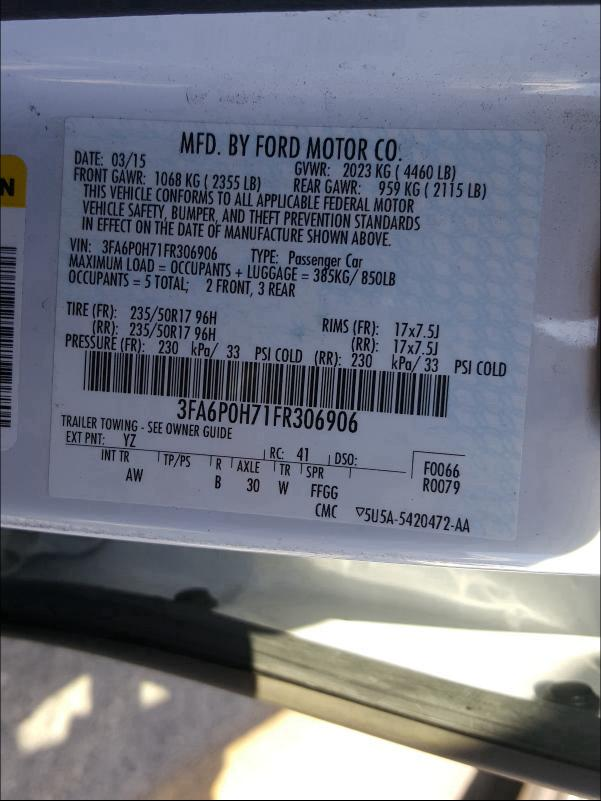 MFD. BY FORD MOTOR CO.
DATE: 03/15 GVWR: 2023 KG ( 4460 LB)
FRONT GAWR: 1068 KG ( 2355 LB) REAR GAWR: 959 KG ( 2115 LB)
THIS VEHICLE CONFORMS TO ALL APPLICABLE FEDERAL MOTOR
VEHICLE SAFETY, BUMPER, AND THEFT PREVENTION STANDARDS
IN EFFECT ON THE DATE OF MANUFACTURE SHOWN ABOVE.
VIN: 3FA6P0H71FR306906 TYPE: Passenger Car
MAXIMUM LOAD = OCCUPANTS + LUGGAGE = 385KG/ 850LB
OCCUPANTS = 5 TOTAL; 2 FRONT, 3 REAR
TIRE (FR): 235/50R17 96H RIMS (FR): 17x7.5J
(RR): 235/50R17 96H (RR): 17x7.5J
PRESSURE (FR): 230 kPa/ 33 PSI COLD (RR): 230 kPa/ 33 PSI COLD
3FA6P0H71FR306906
TRAILER TOWING - SEE OWNER GUIDE
EXT PNT: YZ RC: 41 DSO: F0066
INT TR TP/PS R AXLE TR SPR R0079
AW B 30 W FFGG
CMC ▽5U5A-5420472-AA
N